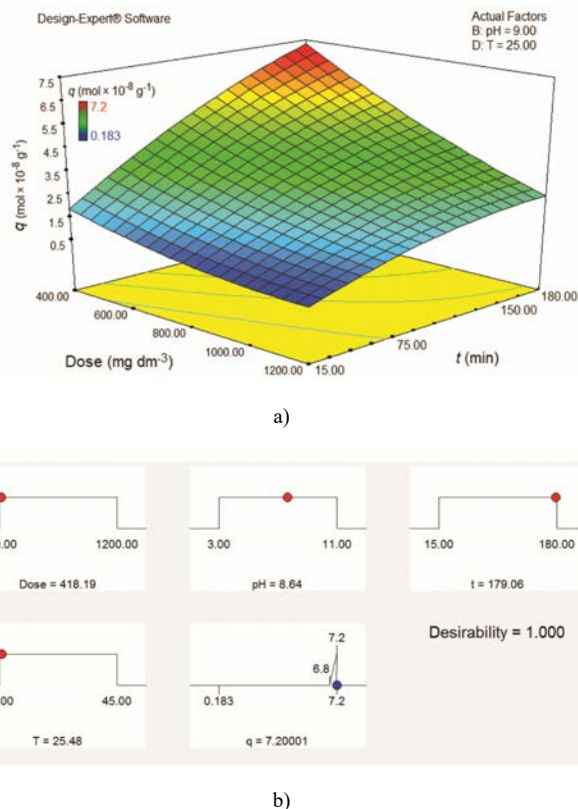 Design-Expert® Software
Actual Factors
B: pH = 9.00
D: T = 25.00
q (mol × 10-8 g-1)
7.2
0.183
7.5
6.5
5.5
4.5
3.5
2.5
1.5
0.5
q (mol × 10-8 g-1)
400.00
600.00
800.00
1000.00
1200.00
Dose (mg dm-3)
15.00
75.00
150.00
180.00
t (min)
a)
0.00
1200.00
Dose = 418.19
3.00
11.00
pH = 8.64
15.00
180.00
t = 179.06
.00
45.00
T = 25.48
7.2
6.8
0.183
7.2
q = 7.20001
Desirability = 1.000
b)